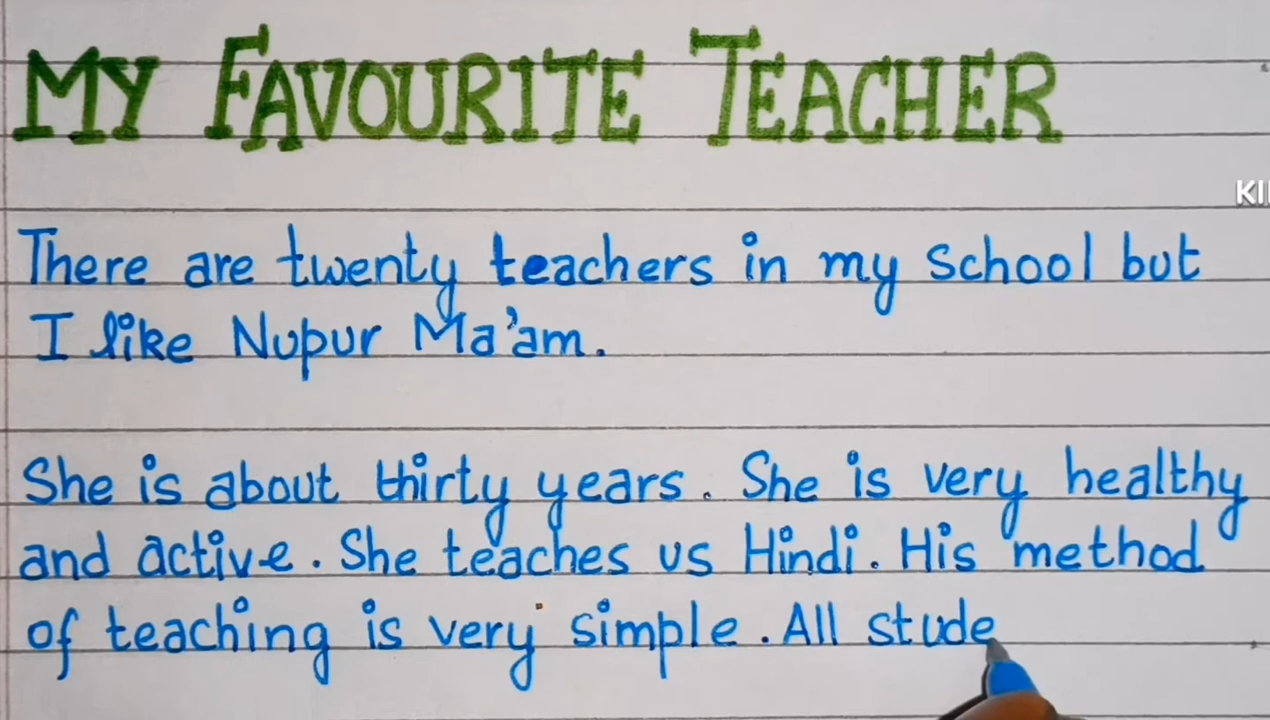 MY FAVOURITE TEACHER
There are twenty teachers in my school but
I like Nupur Ma'am.
She is about thirty years. She is very healthy
and active. She teaches us Hindi. His method
of teaching is very simple. All stude